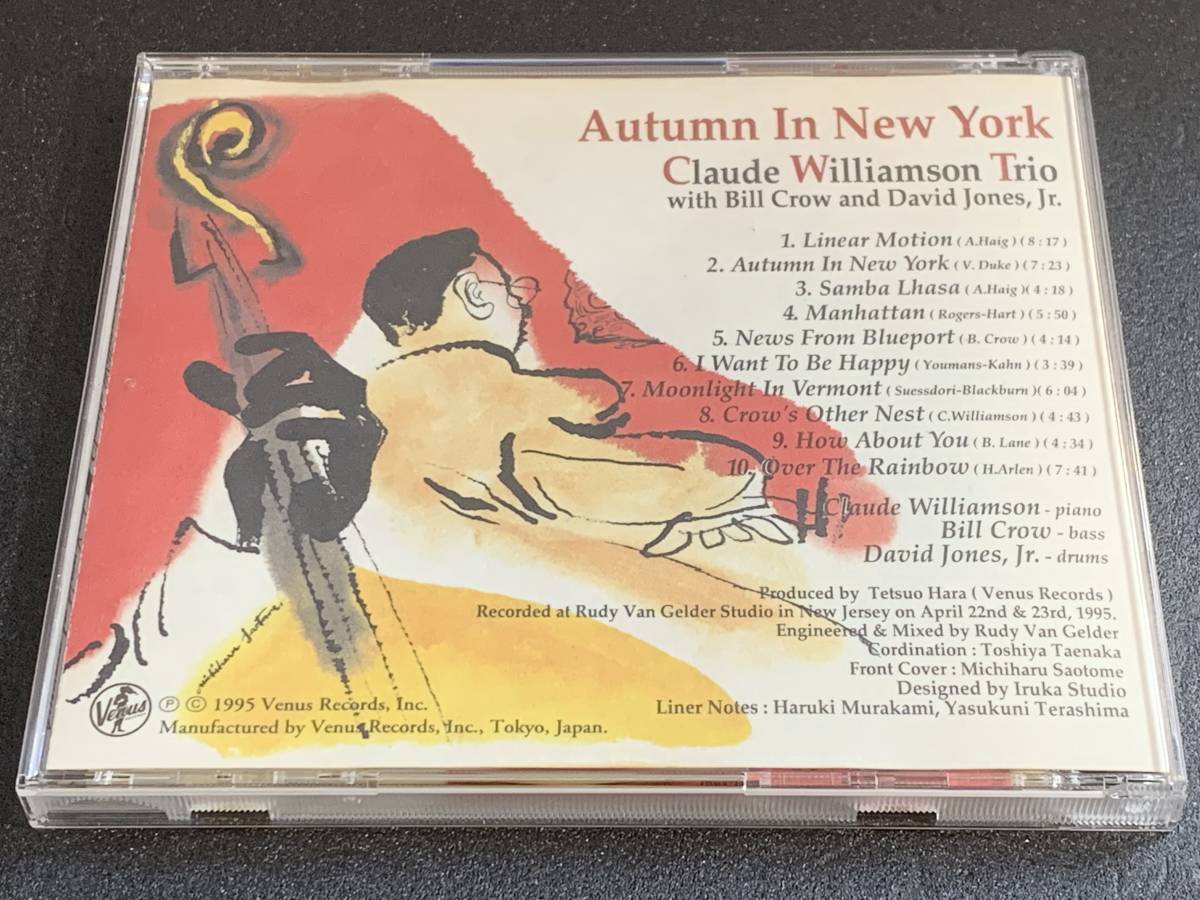 Autumn In New York
Claude Williamson Trio
with Bill Crow and David Jones, Jr.
1. Linear Motion ( A.Haig ) ( 8 : 17 )
2. Autumn In New York ( V. Duke ) ( 7 : 23 )
3. Samba Lhasa ( A.Haig )( 4 : 18 )
4. Manhattan ( Rogers-Hart ) ( 5 : 50 )
5. News From Blueport ( B. Crow ) ( 4 : 14 )
6. I Want To Be Happy ( Youmans-Kahn ) ( 3 : 39 )
7. Moonlight In Vermont ( Suessdori-Blackburn )( 6 : 04 )
8. Crow's Other Nest ( C.Williamson ) ( 4 : 43 )
9. How About You ( B. Lane ) ( 4 : 34 )
10. Over The Rainbow ( H.Arlen ) ( 7 : 41 )
Claude Williamson - piano
Bill Crow - bass
David Jones, Jr. - drums
Produced by Tetsuo Hara ( Venus Records )
Recorded at Rudy Van Gelder Studio in New Jersey on April 22nd & 23rd, 1995.
Engineered & Mixed by Rudy Van Gelder
Cordination : Toshiya Taenaka
Front Cover : Michiharu Saotome
Designed by Iruka Studio
Liner Notes : Haruki Murakami, Yasukuni Terashima
Venus
Ⓟ © 1995 Venus Records, Inc.
Manufactured by Venus Records, Inc., Tokyo, Japan.